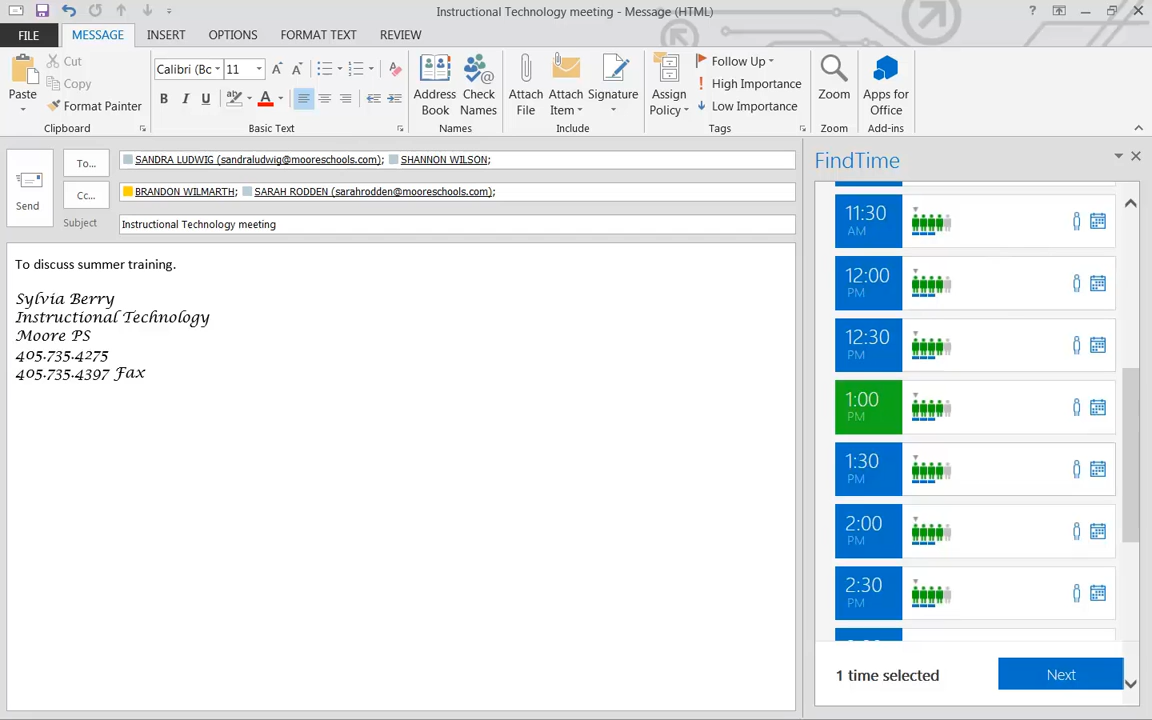 Instructional Technology meeting - Message (HTML)
?
FILE
MESSAGE
INSERT
OPTIONS
FORMAT TEXT
REVIEW
Paste
Cut
Copy
Format Painter
Clipboard
Calibri (Bc
11
A A
B I U
A
Basic Text
Address Book
Check Names
Names
Attach File
Attach Item
Signature
Include
Assign Policy
Follow Up
High Importance
Low Importance
Tags
Zoom
Zoom
Apps for Office
Add-ins
Send
To...
SANDRA LUDWIG (sandraludwig@mooreschools.com); SHANNON WILSON;
Cc...
BRANDON WILMARTH; SARAH RODDEN (sarahrodden@mooreschools.com);
Subject
Instructional Technology meeting
To discuss summer training.
Sylvia Berry
Instructional Technology
Moore PS
405.735.4275
405.735.4397 Fax
FindTime
11:30
AM
12:00
PM
12:30
PM
1:00
PM
1:30
PM
2:00
PM
2:30
PM
1 time selected
Next